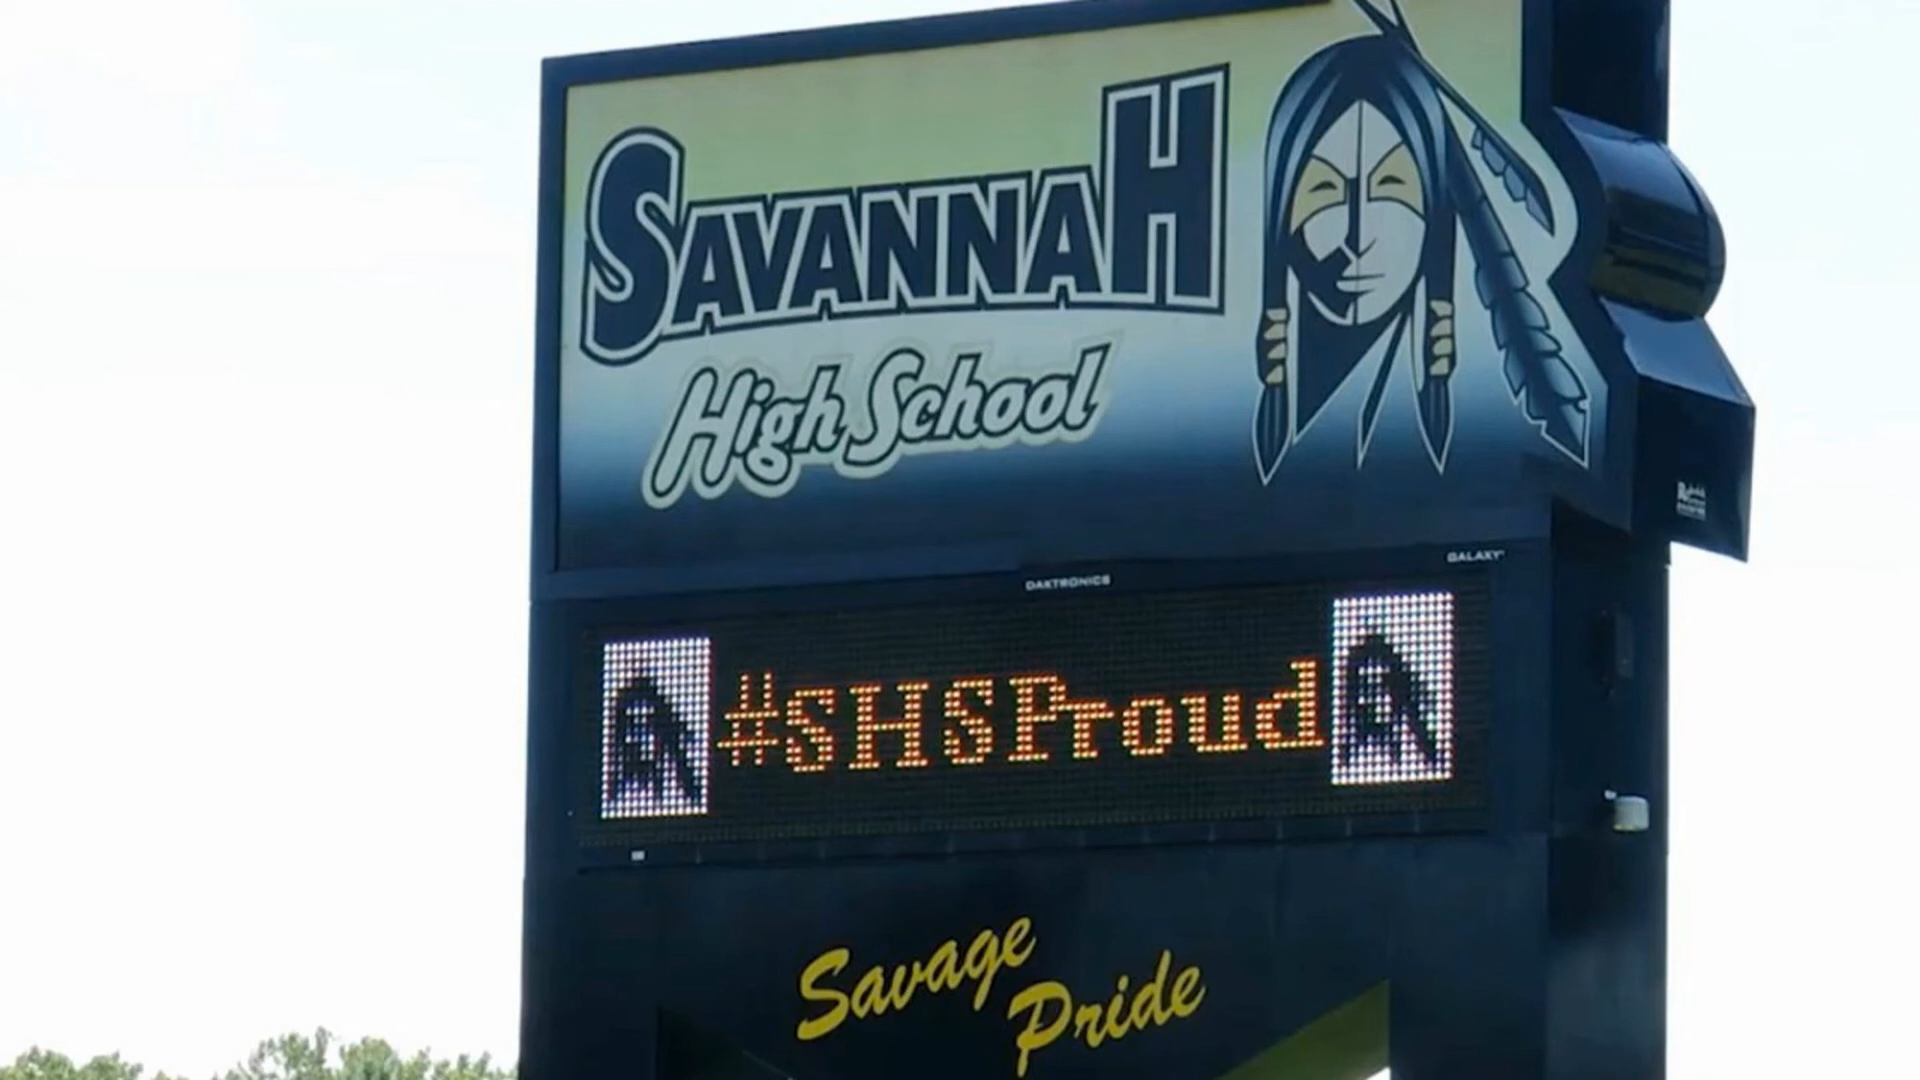 SAVANNAH
High School
DAKTRONICS
GALAXY
#SHSProud
Savage
Pride